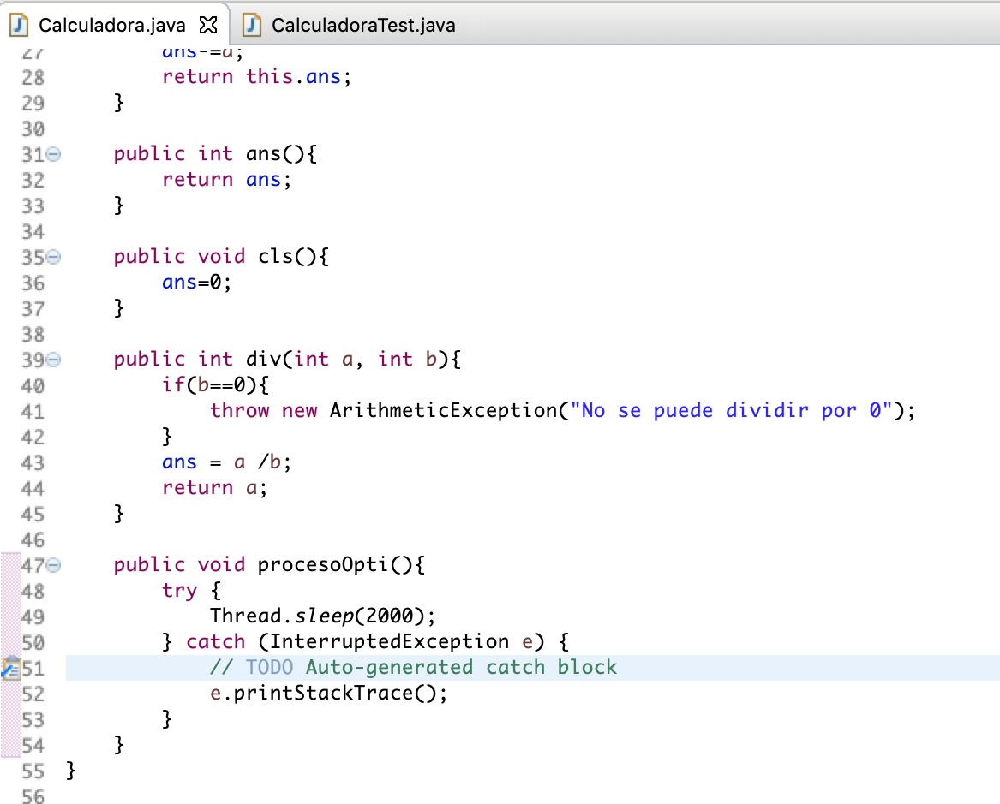 Calculadora.java
CalculadoraTest.java
27 ans-=a;
28 return this.ans;
29 }
30
31 public int ans(){
32 return ans;
33 }
34
35 public void cls(){
36 ans=0;
37 }
38
39 public int div(int a, int b){
40 if(b==0){
41 throw new ArithmeticException("No se puede dividir por 0");
42 }
43 ans = a /b;
44 return a;
45 }
46
47 public void procesoOpti(){
48 try {
49 Thread.sleep(2000);
50 } catch (InterruptedException e) {
51 // TODO Auto-generated catch block
52 e.printStackTrace();
53 }
54 }
55 }
56